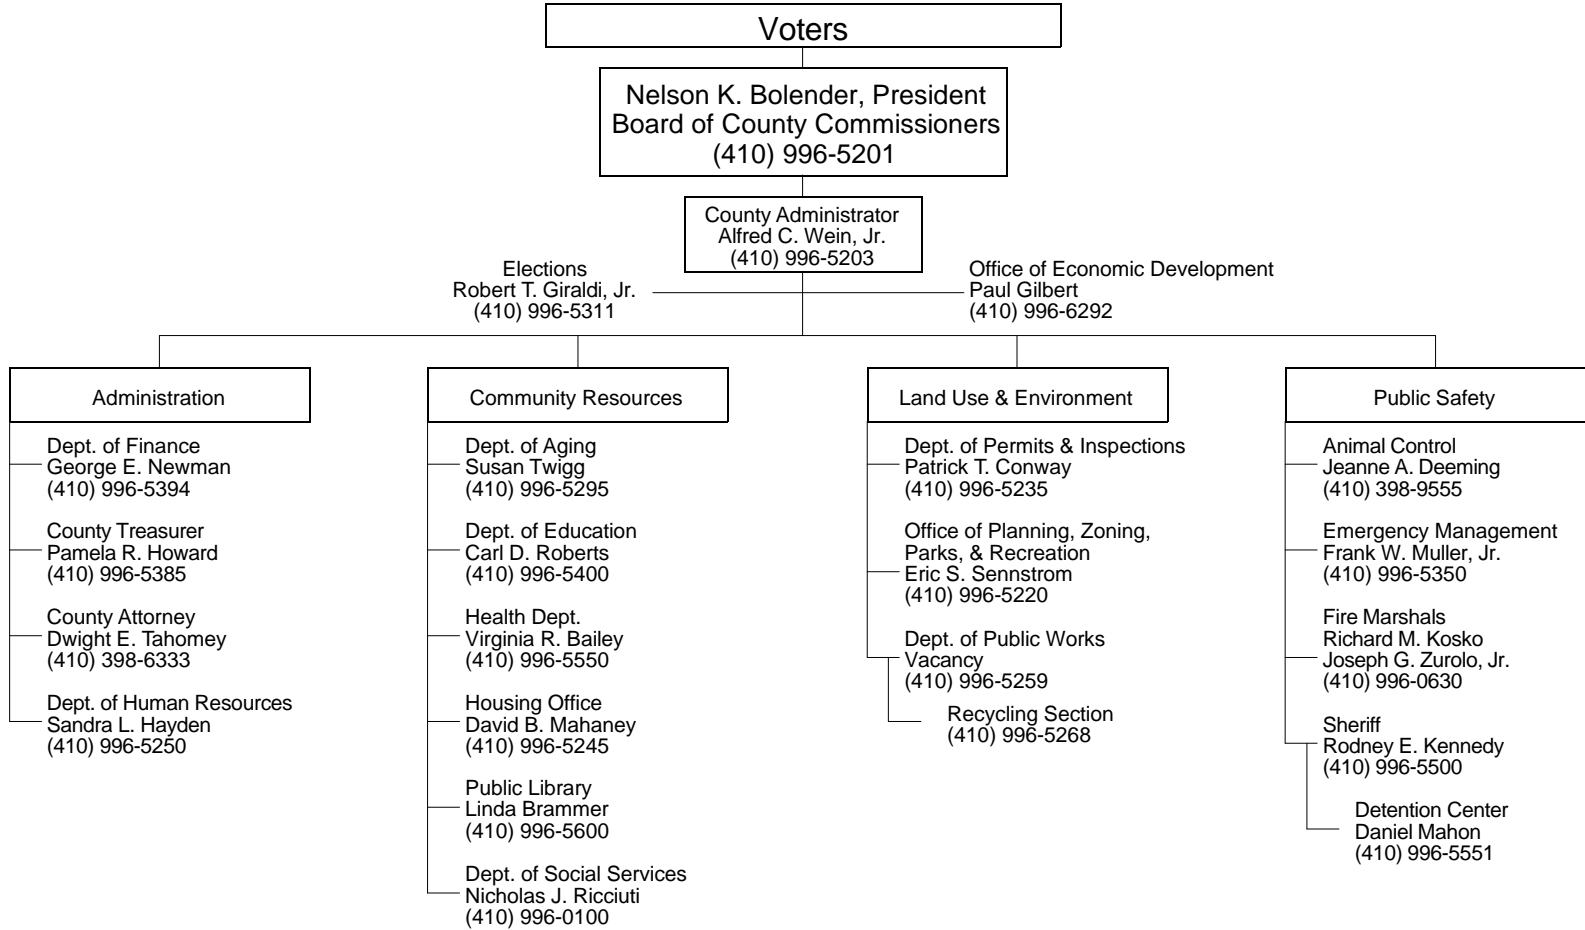 Voters
Nelson K. Bolender, President
Board of County Commissioners
(410) 996-5201
County Administrator
Alfred C. Wein, Jr.
(410) 996-5203
Elections
Robert T. Giraldi, Jr.
(410) 996-5311
Office of Economic Development
Paul Gilbert
(410) 996-6292
Administration
Dept. of Finance
George E. Newman
(410) 996-5394
County Treasurer
Pamela R. Howard
(410) 996-5385
County Attorney
Dwight E. Tahomey
(410) 398-6333
Dept. of Human Resources
Sandra L. Hayden
(410) 996-5250
Community Resources
Dept. of Aging
Susan Twigg
(410) 996-5295
Dept. of Education
Carl D. Roberts
(410) 996-5400
Health Dept.
Virginia R. Bailey
(410) 996-5550
Housing Office
David B. Mahaney
(410) 996-5245
Public Library
Linda Brammer
(410) 996-5600
Dept. of Social Services
Nicholas J. Ricciuti
(410) 996-0100
Land Use & Environment
Dept. of Permits & Inspections
Patrick T. Conway
(410) 996-5235
Office of Planning, Zoning,
Parks, & Recreation
Eric S. Sennstrom
(410) 996-5220
Dept. of Public Works
Vacancy
(410) 996-5259
Recycling Section
(410) 996-5268
Public Safety
Animal Control
Jeanne A. Deeming
(410) 398-9555
Emergency Management
Frank W. Muller, Jr.
(410) 996-5350
Fire Marshals
Richard M. Kosko
Joseph G. Zurolo, Jr.
(410) 996-0630
Sheriff
Rodney E. Kennedy
(410) 996-5500
Detention Center
Daniel Mahon
(410) 996-5551